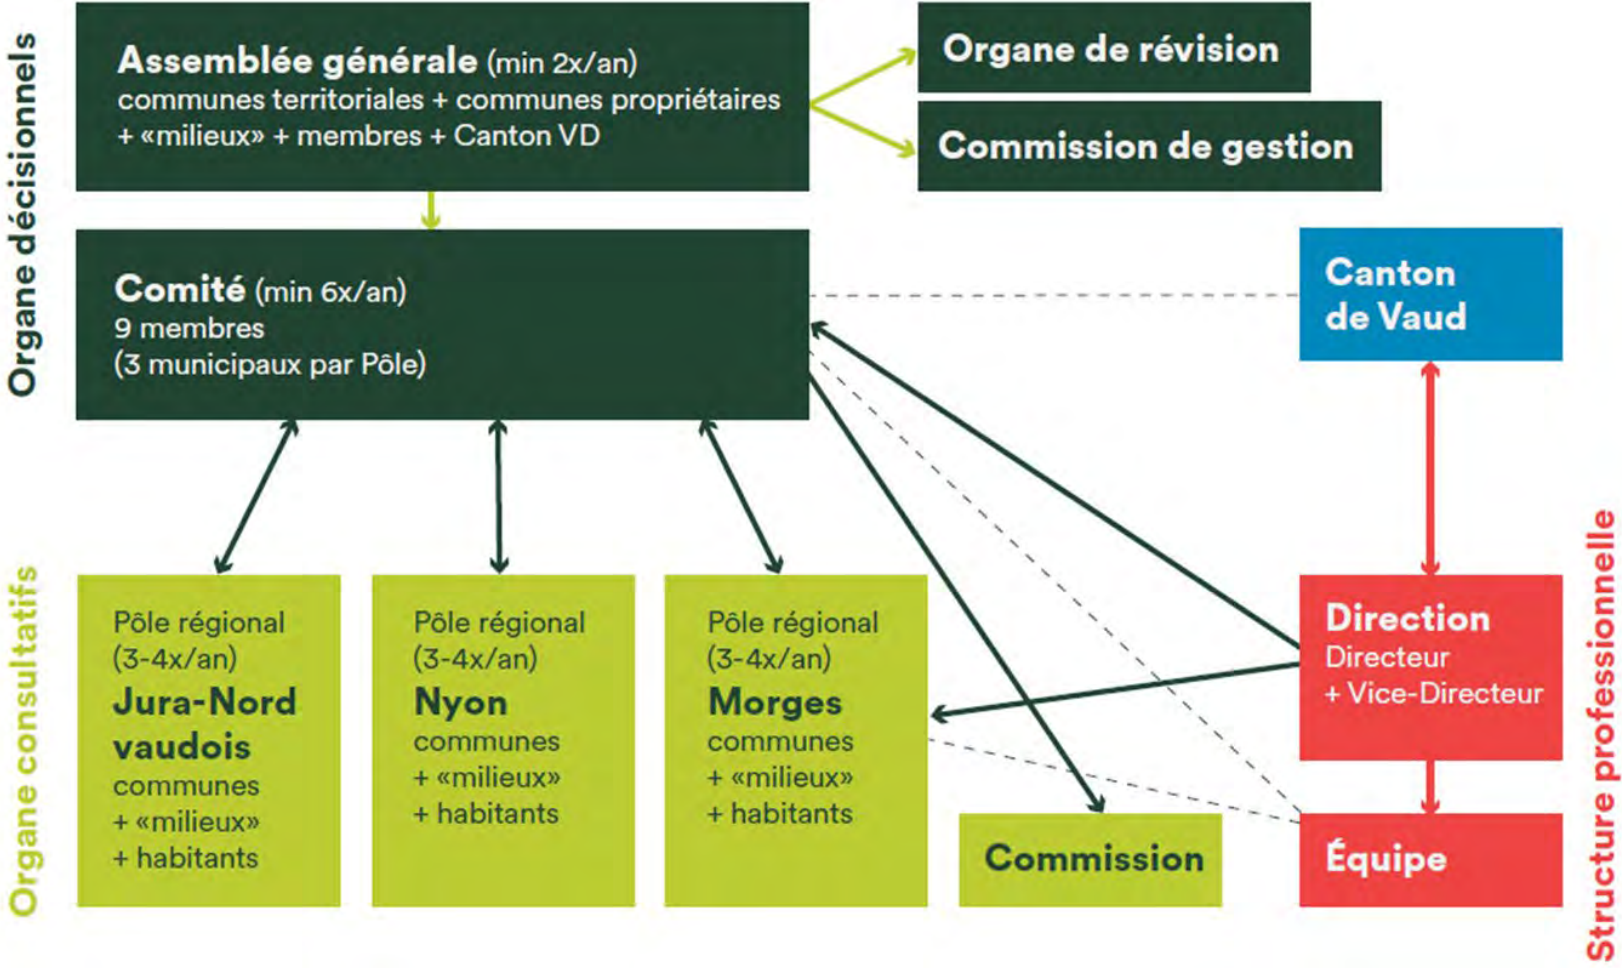 Organe décisionnels
Assemblée générale (min 2x/an)
communes territoriales + communes propriétaires
+ «milieux» + membres + Canton VD
Organe de révision
Commission de gestion
Comité (min 6x/an)
9 membres
(3 municipaux par Pôle)
Canton
de Vaud
Organe consultatifs
Pôle régional
(3-4x/an)
Jura-Nord
vaudois
communes
+ «milieux»
+ habitants
Pôle régional
(3-4x/an)
Nyon
communes
+ «milieux»
+ habitants
Pôle régional
(3-4x/an)
Morges
communes
+ «milieux»
+ habitants
Commission
Direction
Directeur
+ Vice-Directeur
Équipe
Structure professionnelle